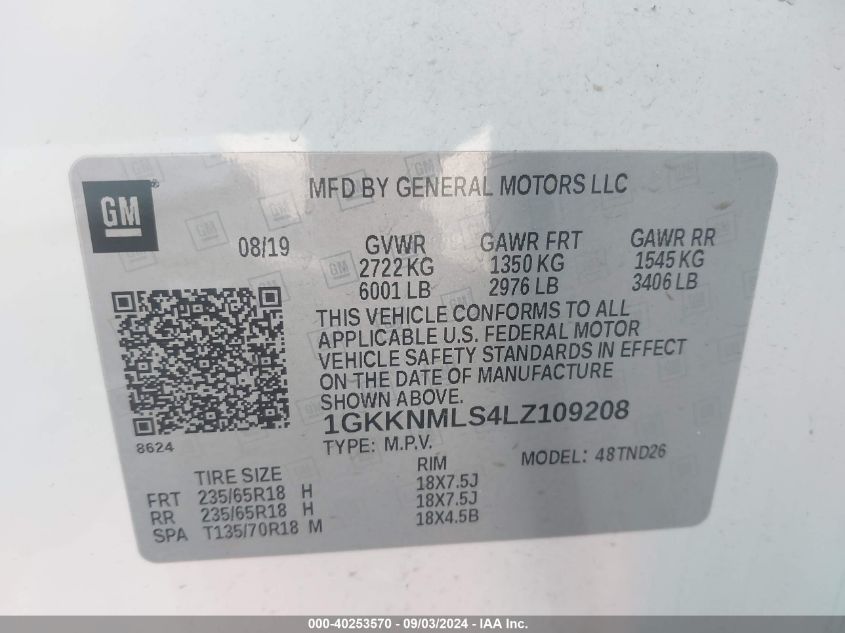 GM ®
MFD BY GENERAL MOTORS LLC
08/19 GVWR GAWR FRT GAWR RR
2722 KG 1350 KG 1545 KG
6001 LB 2976 LB 3406 LB
THIS VEHICLE CONFORMS TO ALL
APPLICABLE U.S. FEDERAL MOTOR
VEHICLE SAFETY STANDARDS IN EFFECT
ON THE DATE OF MANUFACTURE
SHOWN ABOVE.
1GKKNMLS4LZ109208
8624
TYPE: M.P.V. MODEL: 48TND26
TIRE SIZE RIM
FRT 235/65R18 H 18X7.5J
RR 235/65R18 H 18X7.5J
SPA T135/70R18 M 18X4.5B
000-40253570 - 09/03/2024 - IAA Inc.